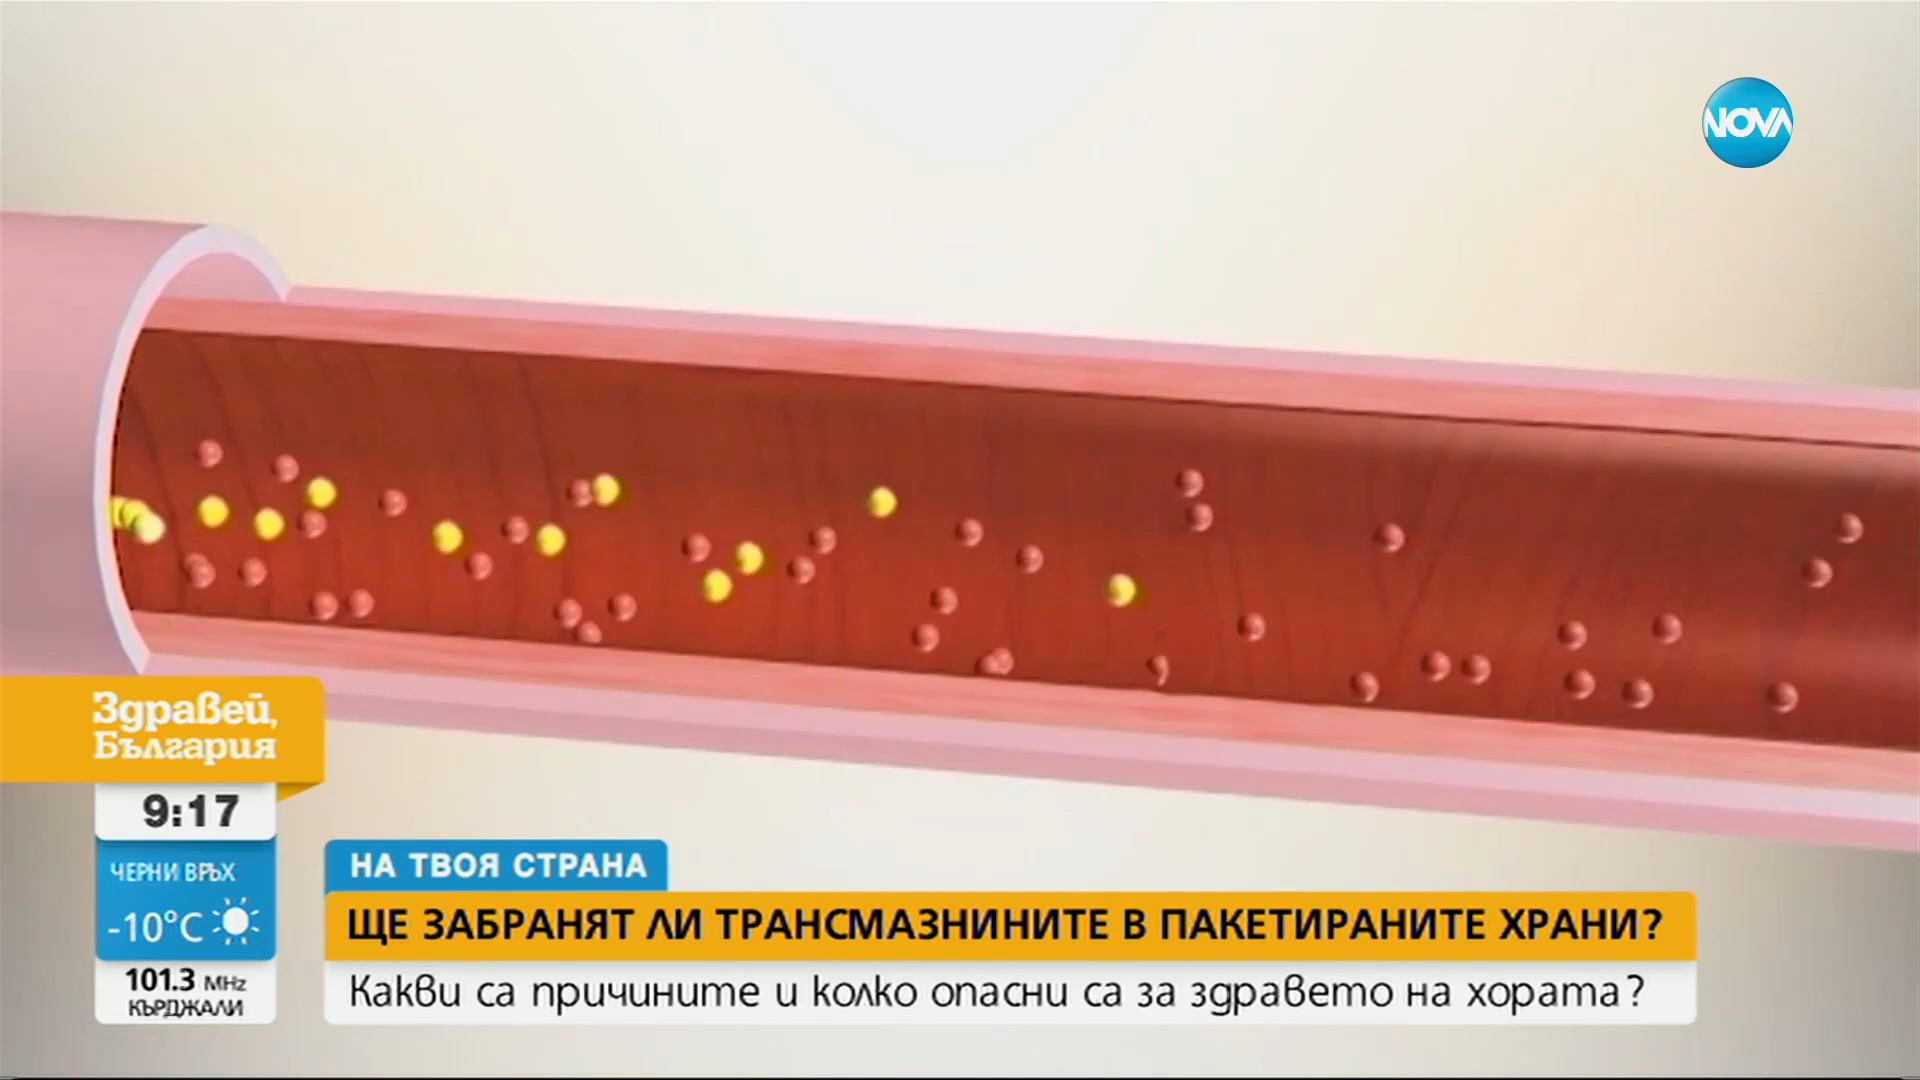 NOVA
Здравей,
България
9:17
ЧЕРНИ ВРЪХ
-10°C
101.3 MHz
КЪРДЖАЛИ
НА ТВОЯ СТРАНА
ЩЕ ЗАБРАНЯТ ЛИ ТРАНСМАЗНИНИТЕ В ПАКЕТИРАНИТЕ ХРАНИ?
Какви са причините и колко опасни са за здравето на хората?